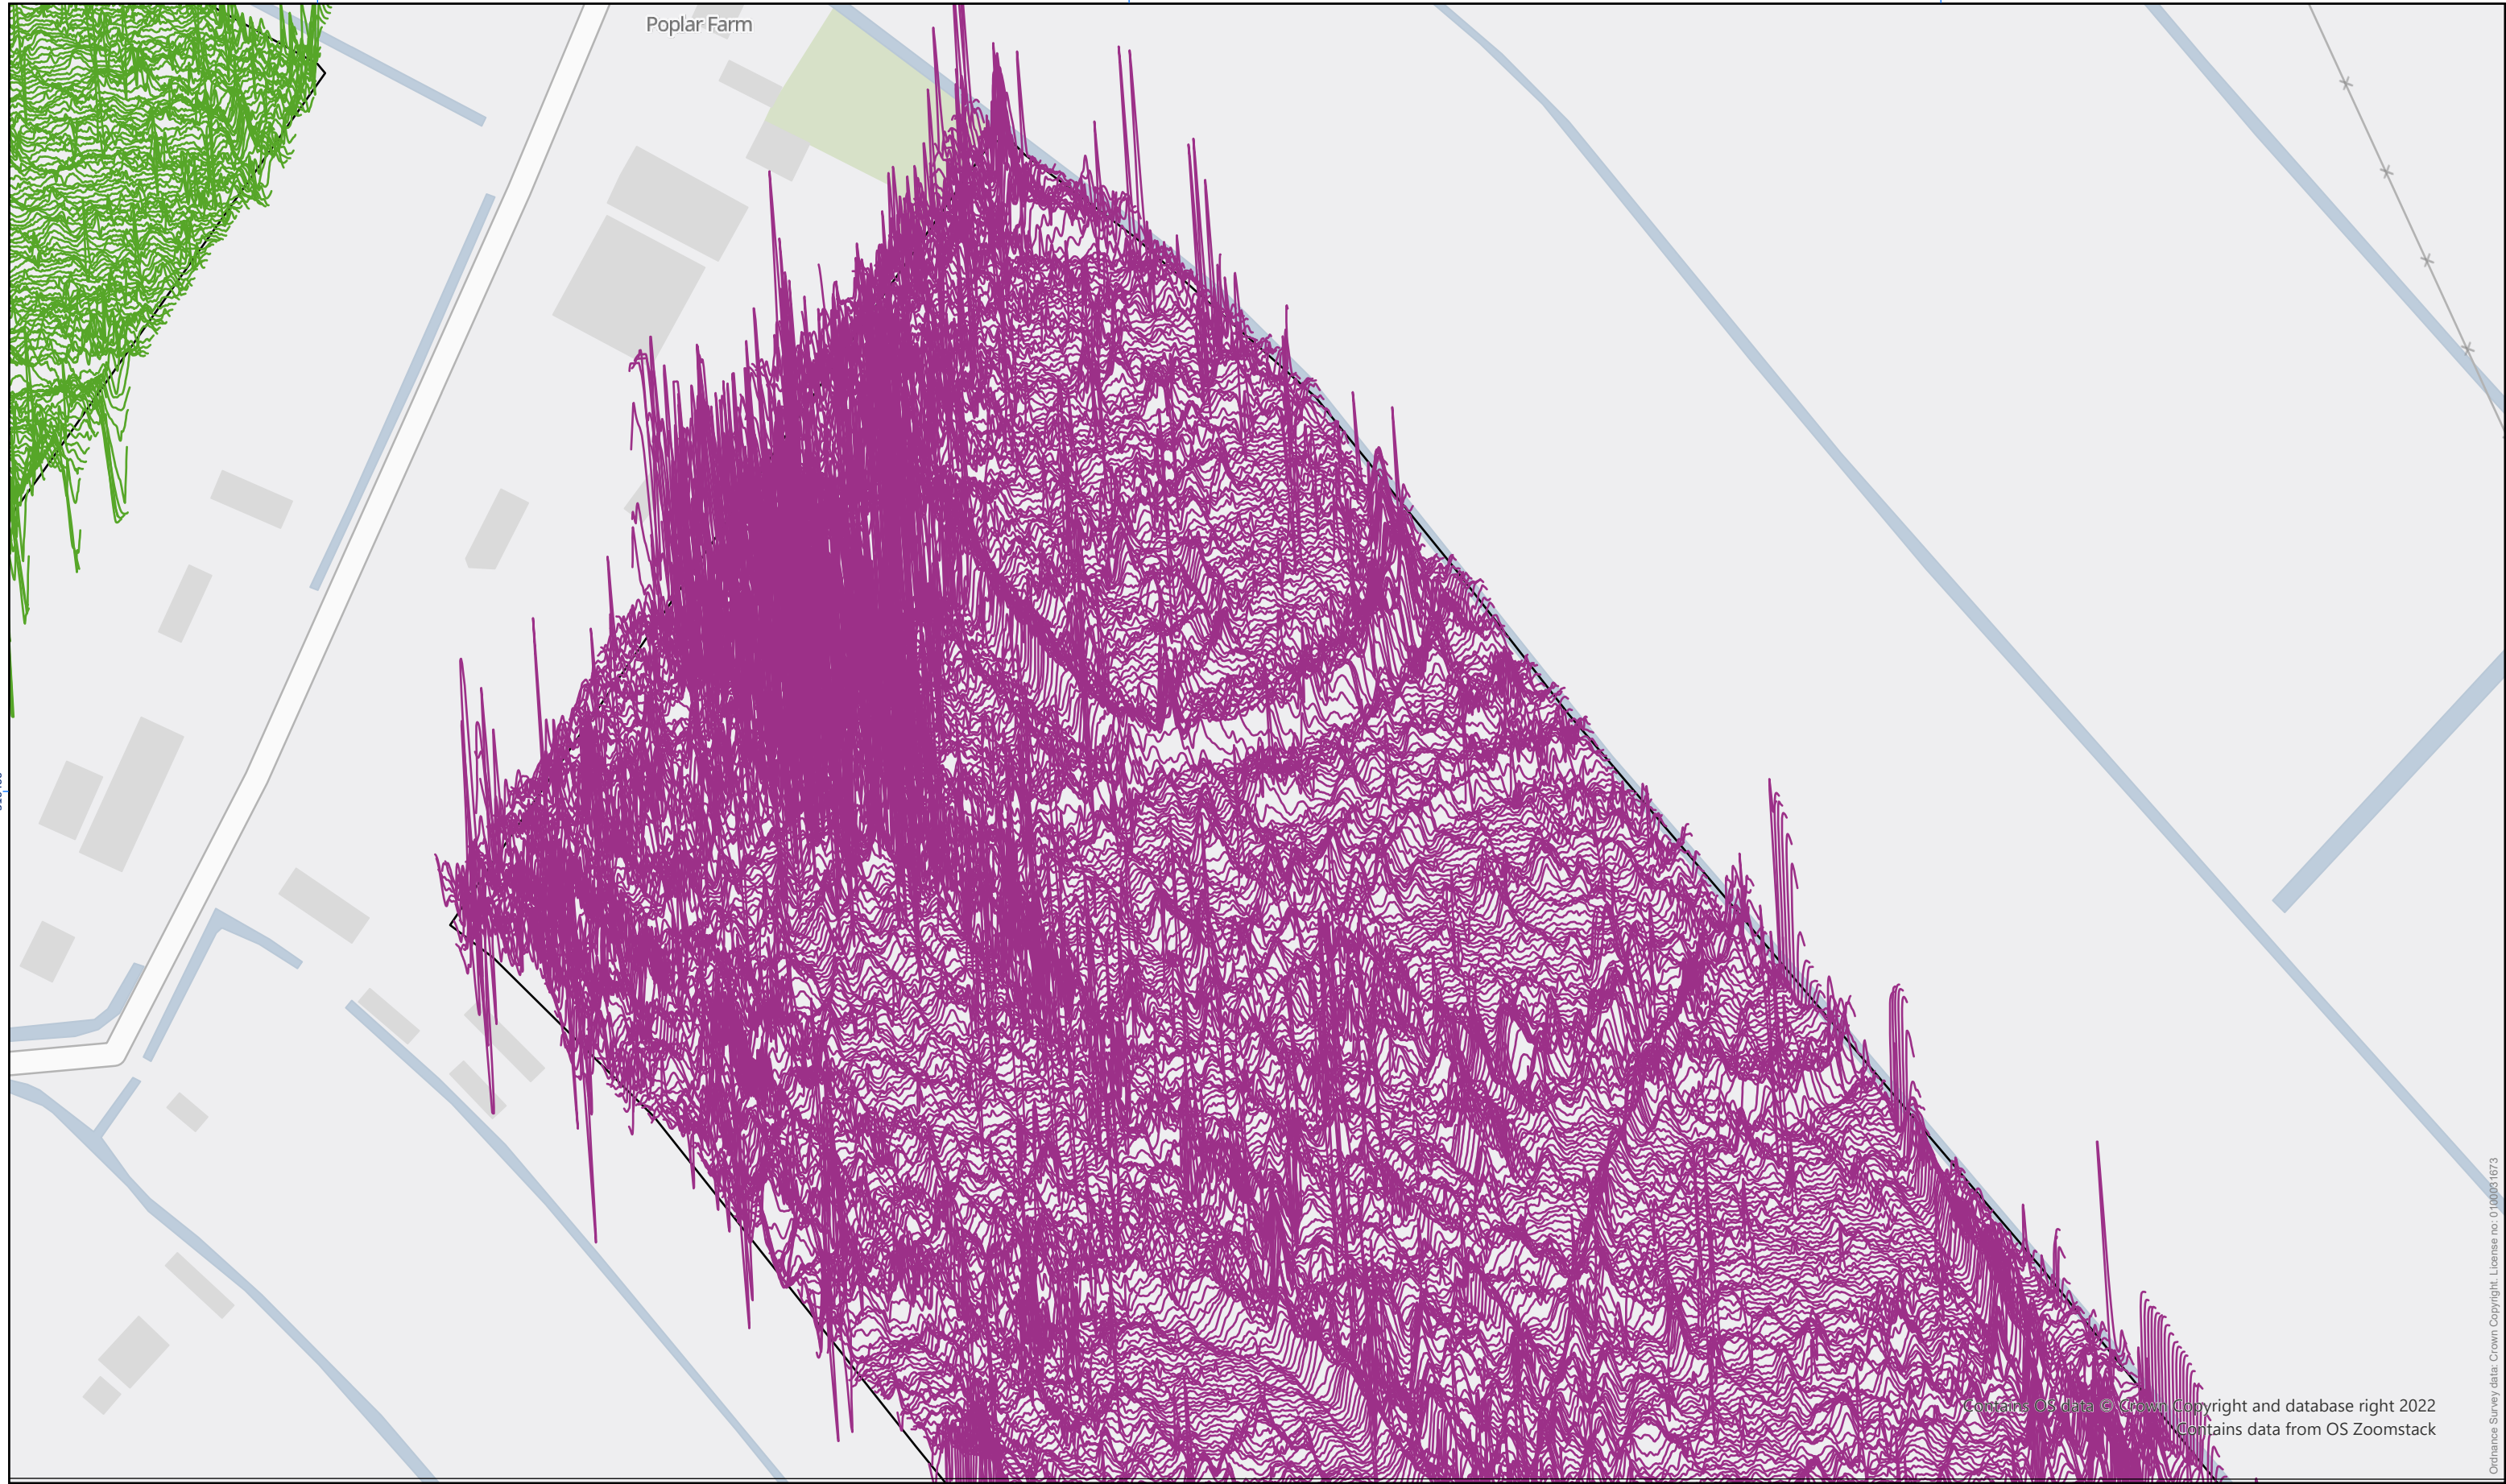 Poplar Farm
Contains OS data © Crown Copyright and database right 2022
Contains data from OS Zoomstack
Ordnance Survey data: Crown Copyright. License no: 0100031673